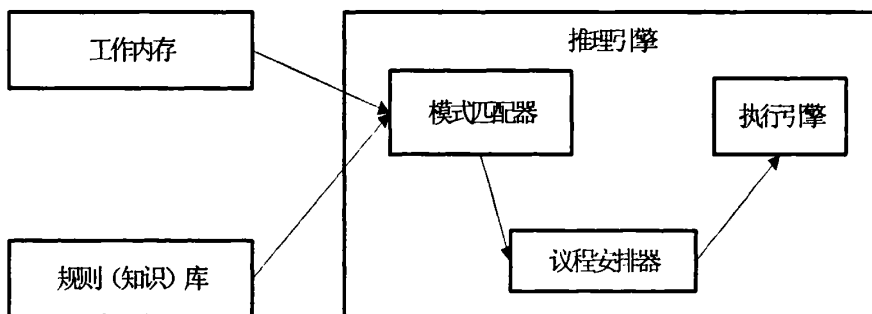 推理引擎
工作内存
模式匹配器
执行引擎
议程安排器
规则（知识）库